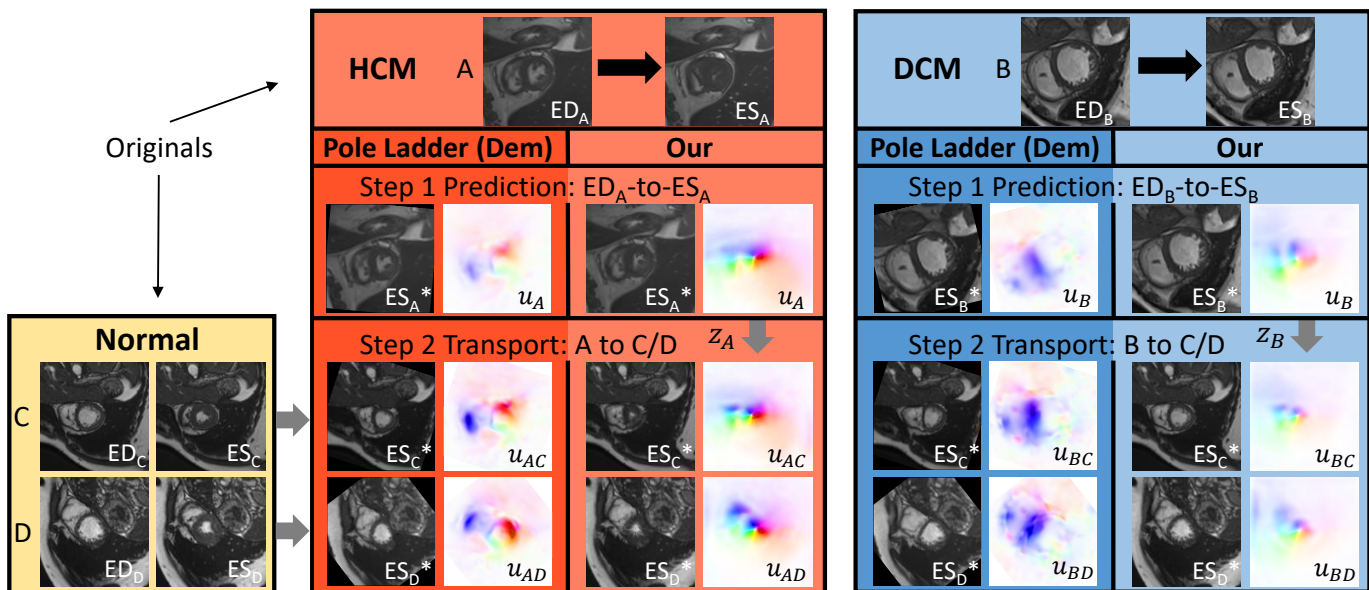 Originals
Normal
C
ED_C
ES_C
D
ED_D
ES_D
HCM
A
ED_A
ES_A
Pole Ladder (Dem)
Our
Step 1 Prediction: ED_A-to-ES_A
ES_A*
u_A
ES_A*
u_A
Step 2 Transport: A to C/D
z_A
ES_C*
u_AC
ES_C*
u_AC
ES_D*
u_AD
ES_D*
u_AD
DCM
B
ED_B
ES_B
Pole Ladder (Dem)
Our
Step 1 Prediction: ED_B-to-ES_B
ES_B*
u_B
ES_B*
u_B
Step 2 Transport: B to C/D
z_B
ES_C*
u_BC
ES_C*
u_BC
ES_D*
u_BD
ES_D*
u_BD